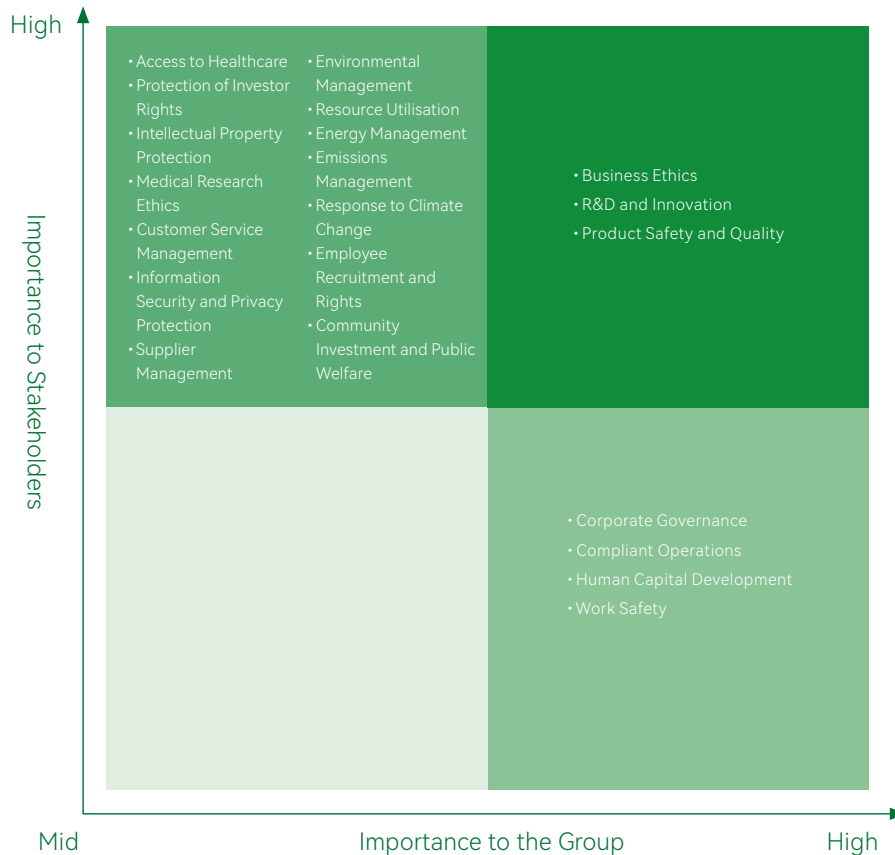 High
• Access to Healthcare
• Protection of Investor
Rights
• Intellectual Property
Protection
• Medical Research
Ethics
• Customer Service
Management
• Information
Security and Privacy
Protection
• Supplier
Management
• Environmental
Management
• Resource Utilisation
• Energy Management
• Emissions
Management
• Response to Climate
Change
• Employee
Recruitment and
Rights
• Community
Investment and Public
Welfare
• Business Ethics
• R&D and Innovation
• Product Safety and Quality
Importance to Stakeholders
• Corporate Governance
• Compliant Operations
• Human Capital Development
• Work Safety
Mid
Importance to the Group
High